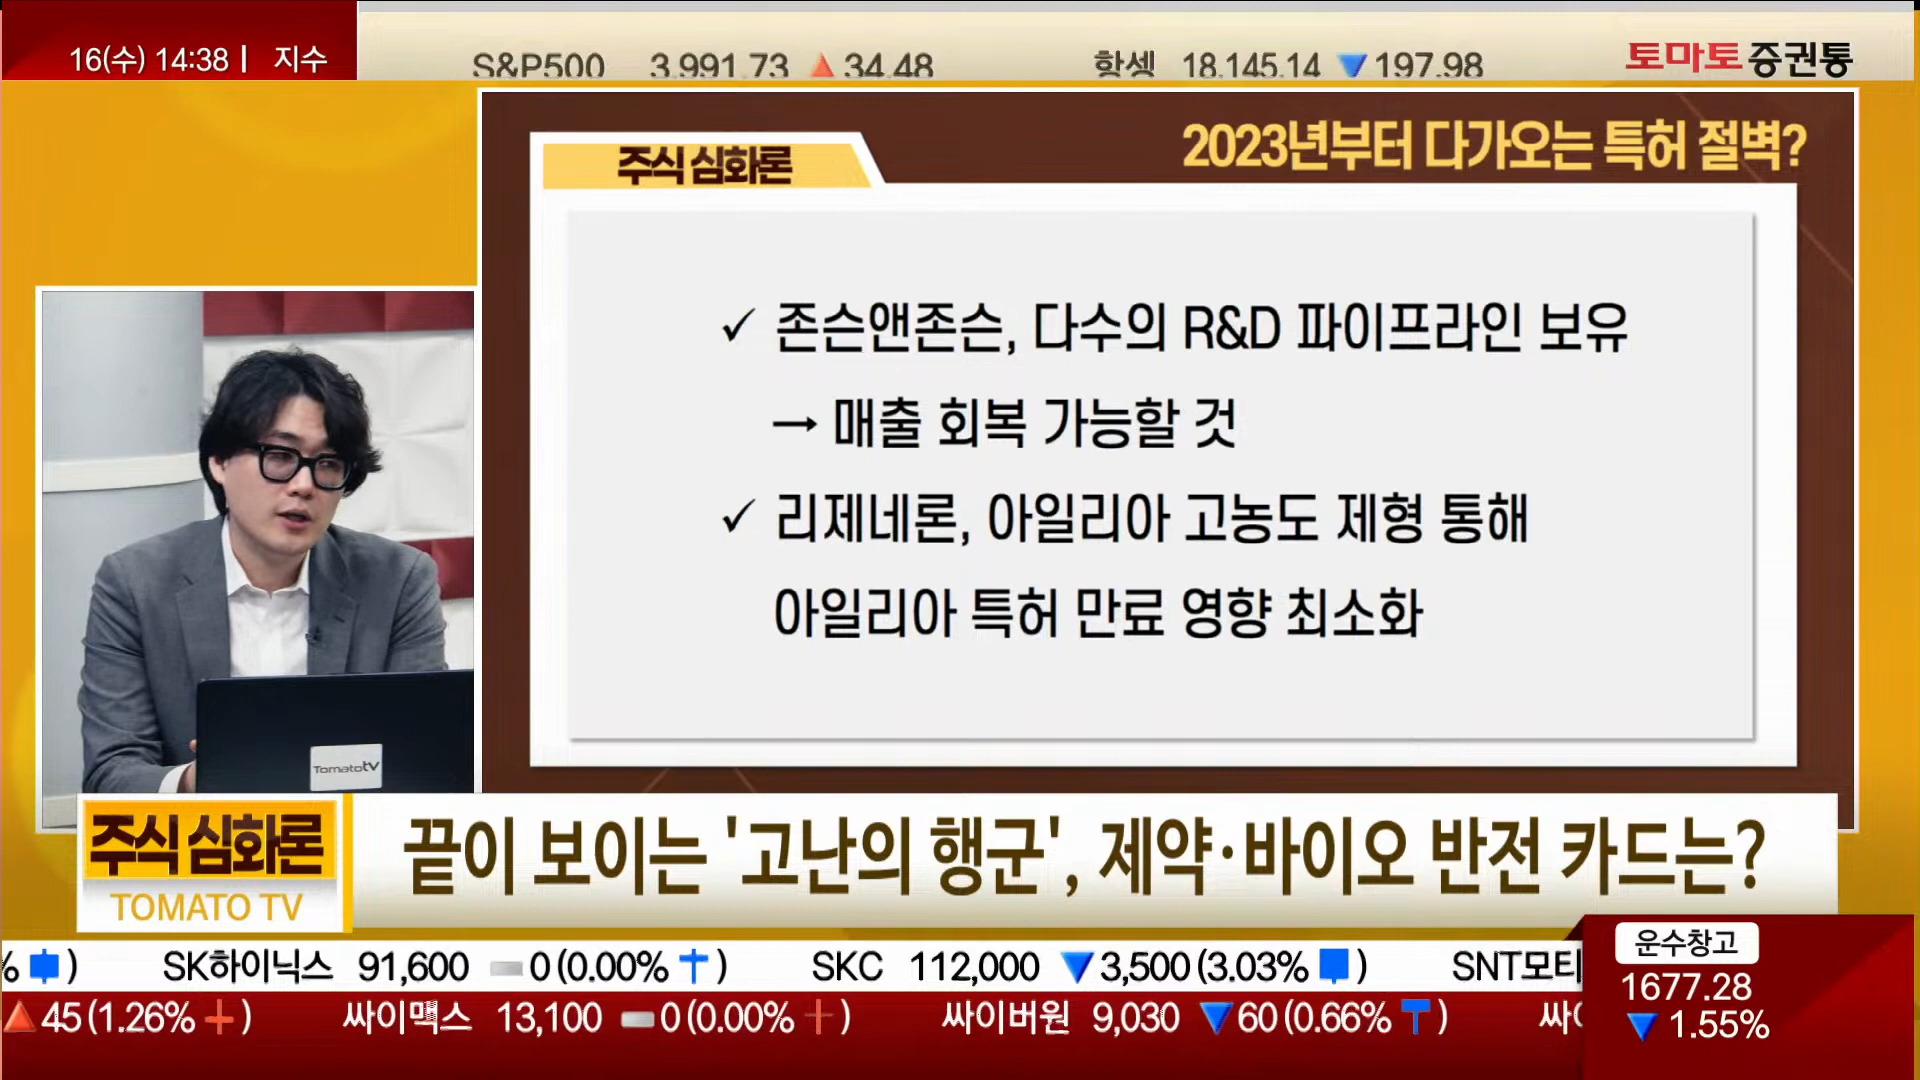 16(수) 14:38 | 지수
S&P500 3,991.73 ▲ 34.48 항셍 18,145.14 ▼ 197.98
토마토증권통
2023년부터 다가오는 특허 절벽?
주식 심화론
✓ 존슨앤존슨, 다수의 R&D 파이프라인 보유
→ 매출 회복 가능할 것
✓ 리제네론, 아일리아 고농도 제형 통해
아일리아 특허 만료 영향 최소화
TomatoTV
주식 심화론
TOMATO TV
끝이 보이는 '고난의 행군', 제약·바이오 반전 카드는?
% ) SK하이닉스 91,600 0 (0.00% ) SKC 112,000 ▼ 3,500 (3.03% ) SNT모티
▲ 45 (1.26% ) 싸이맥스 13,100 0 (0.00% ) 싸이버원 9,030 ▼ 60 (0.66% )
운수창고
1677.28
▼ 1.55%